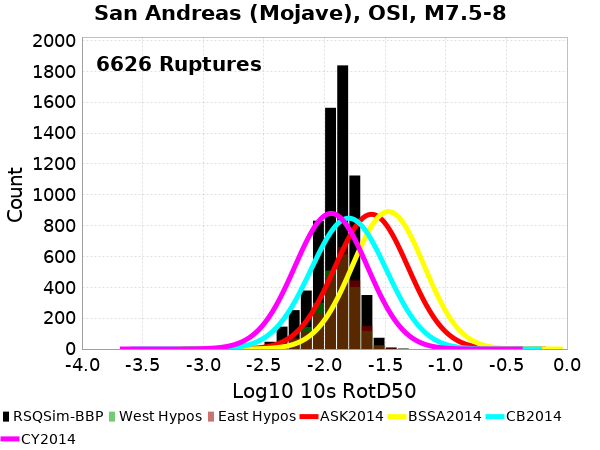 San Andreas (Mojave), OSI, M7.5-8
6626 Ruptures
2000
1800
1600
1400
1200
1000
800
600
400
200
0
Count
-4.0 -3.5 -3.0 -2.5 -2.0 -1.5 -1.0 -0.5 0.0
Log10 10s RotD50
RSQSim-BBP West Hypos East Hypos ASK2014 BSSA2014 CB2014
CY2014